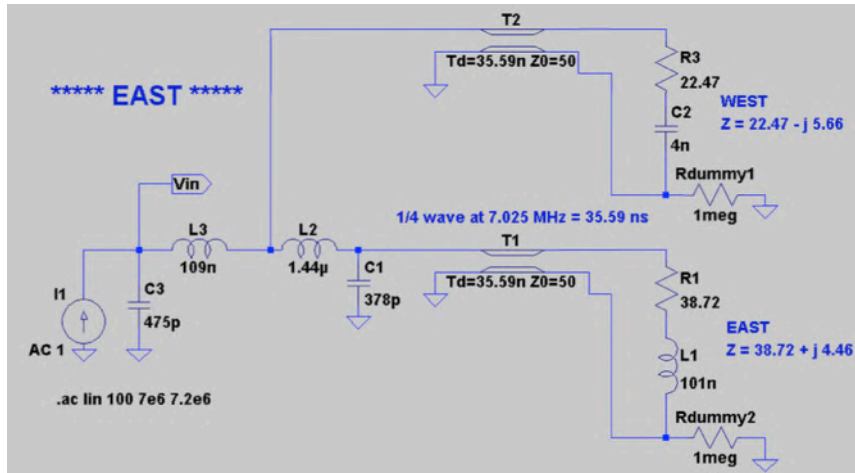 T2
Td=35.59n Z0=50
R3
22.47
***** EAST *****
WEST
Z = 22.47 - j 5.66
C2
4n
Rdummy1
1meg
Vin
1/4 wave at 7.025 MHz = 35.59 ns
L3
109n
L2
1.44µ
T1
Td=35.59n Z0=50
C1
378p
R1
38.72
I1
AC 1
C3
475p
EAST
Z = 38.72 + j 4.46
L1
101n
.ac lin 100 7e6 7.2e6
Rdummy2
1meg